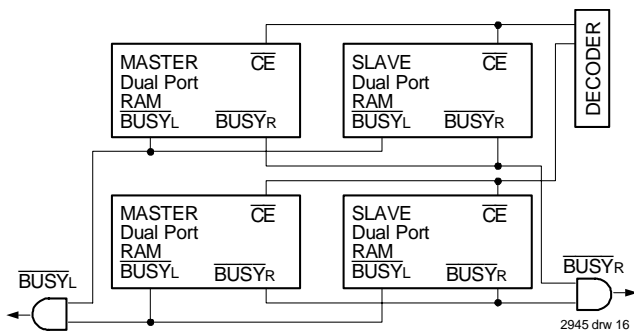 MASTER CE
Dual Port
RAM
BUSYL BUSYR
SLAVE CE
Dual Port
RAM
BUSYL BUSYR
DECODER
MASTER CE
Dual Port
RAM
BUSYL BUSYR
SLAVE CE
Dual Port
RAM
BUSYL BUSYR
BUSYL
BUSYR
2945 drw 16